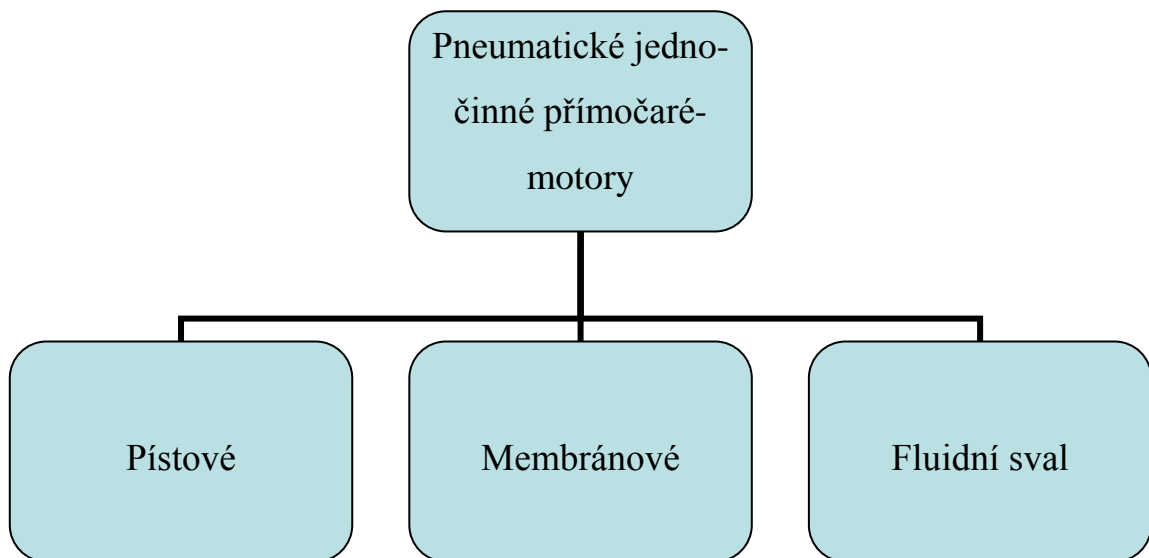 Pneumatické jedno-
činné přímočaré-
motory
Pístové
Membránové
Fluidní sval